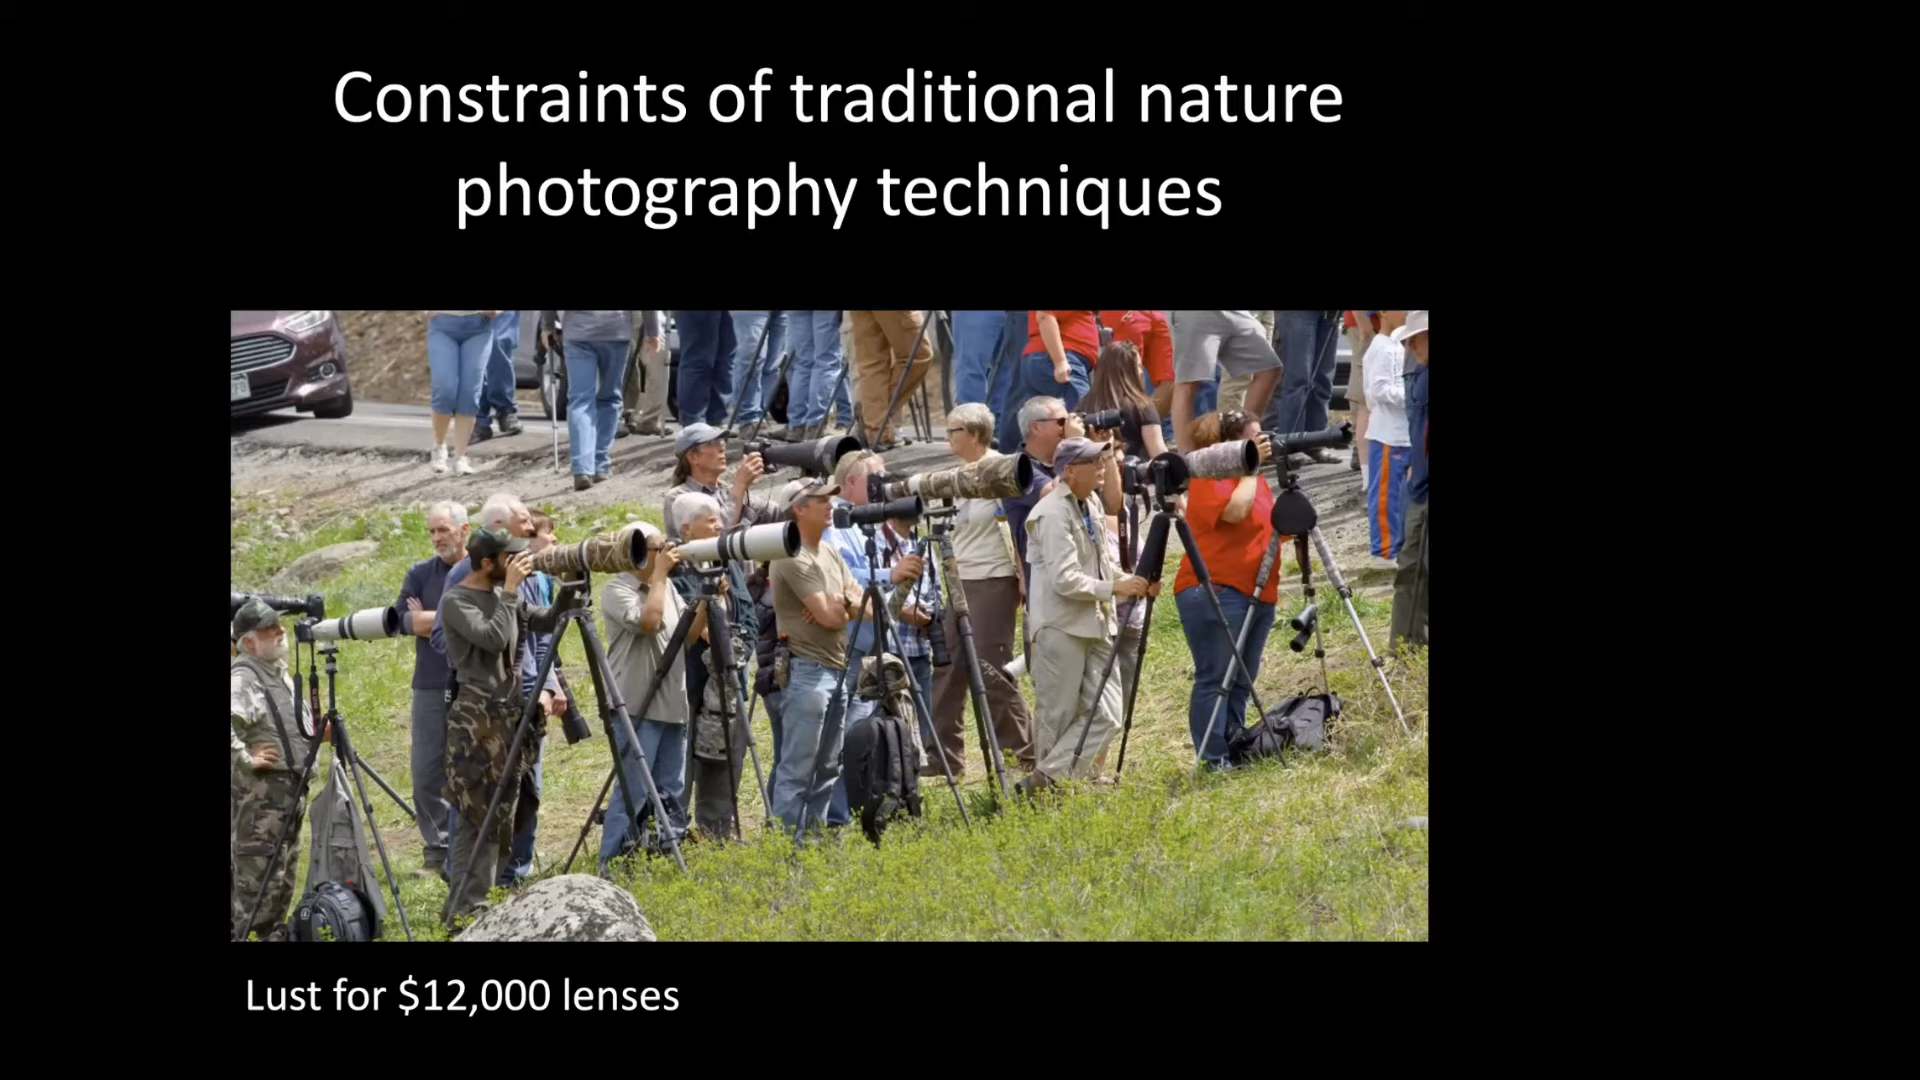 Constraints of traditional nature
photography techniques
Lust for $12,000 lenses